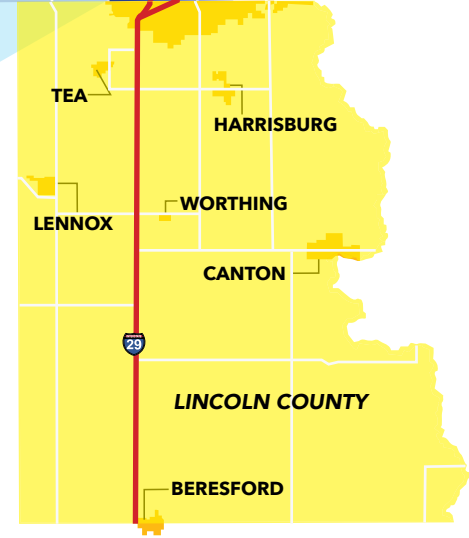 TEA
HARRISBURG
WORTHING
LENNOX
CANTON
29
LINCOLN COUNTY
BERESFORD